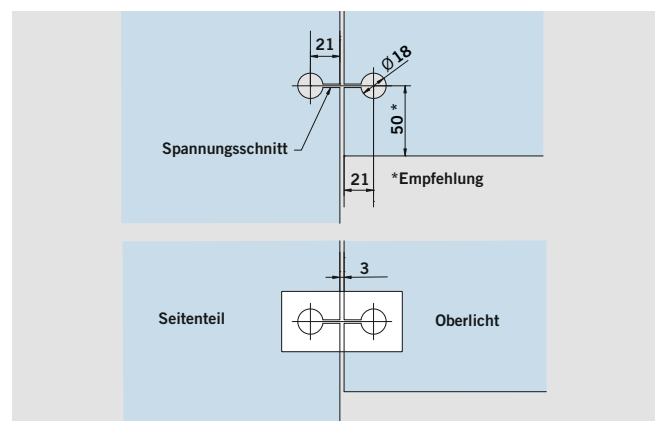 21
Ø18
50 *
Spannungsschnitt
21
*Empfehlung
3
Seitenteil
Oberlicht